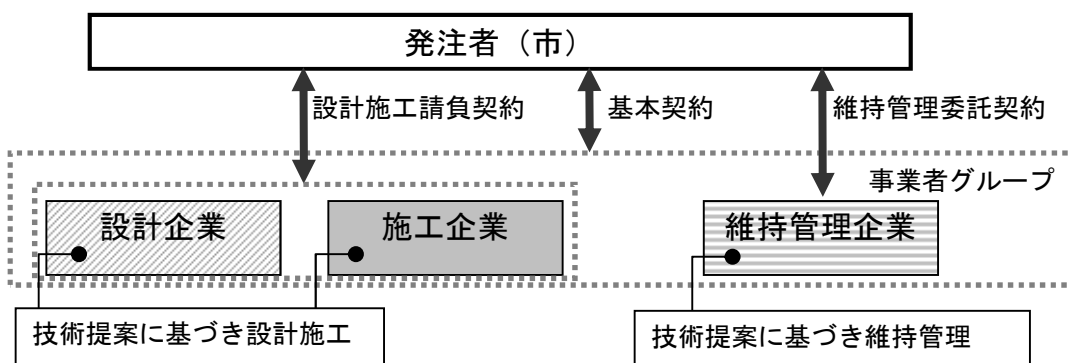 発注者（市）
設計施工請負契約
基本契約
維持管理委託契約
事業者グループ
設計企業
施工企業
維持管理企業
技術提案に基づき設計施工
技術提案に基づき維持管理